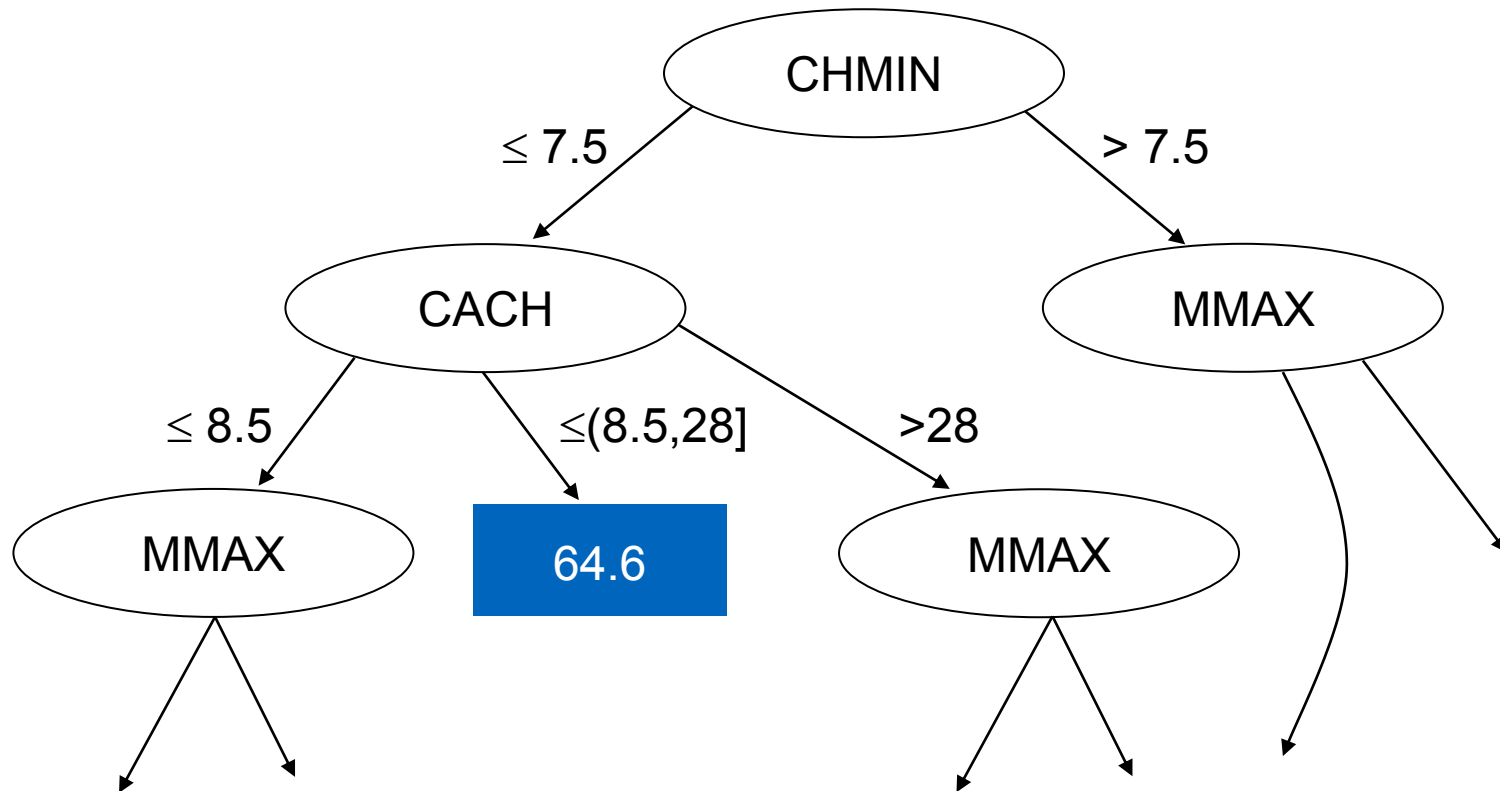 CHMIN
≤ 7.5
> 7.5
CACH
MMAX
≤ 8.5
≤(8.5,28]
>28
MMAX
64.6
MMAX